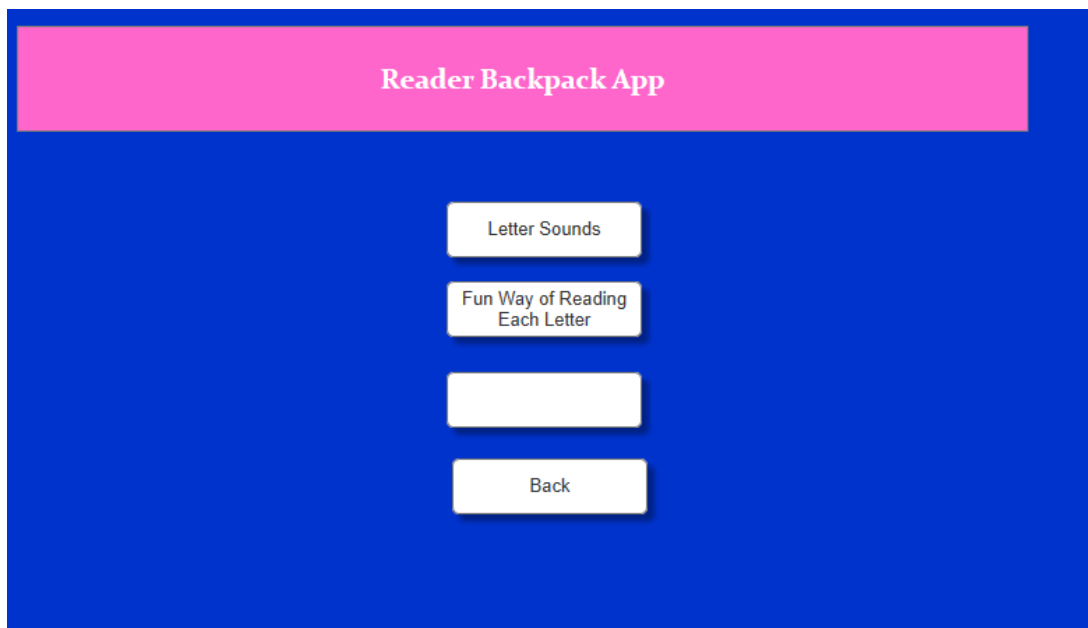 Reader Backpack App
Letter Sounds
Fun Way of Reading
Each Letter
Back